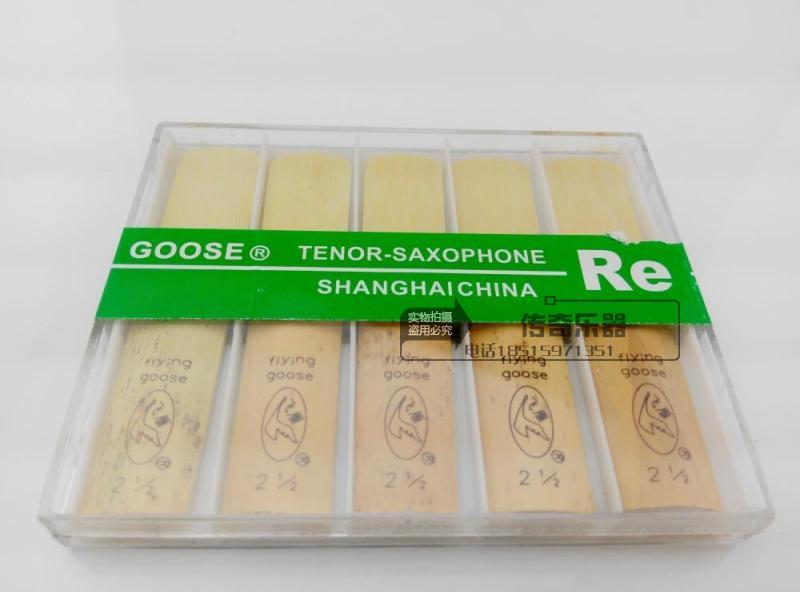 GOOSE® TENOR-SAXOPHONE
SHANGHAI CHINA
Re
实物拍摄
盗用必究
传奇乐器
电话18515971351
flying flying flying flying
goose goose goose goose goose
® ® ® ® ®
2 ½ 2 ½ 2 ½ 2 ½ 2 ½